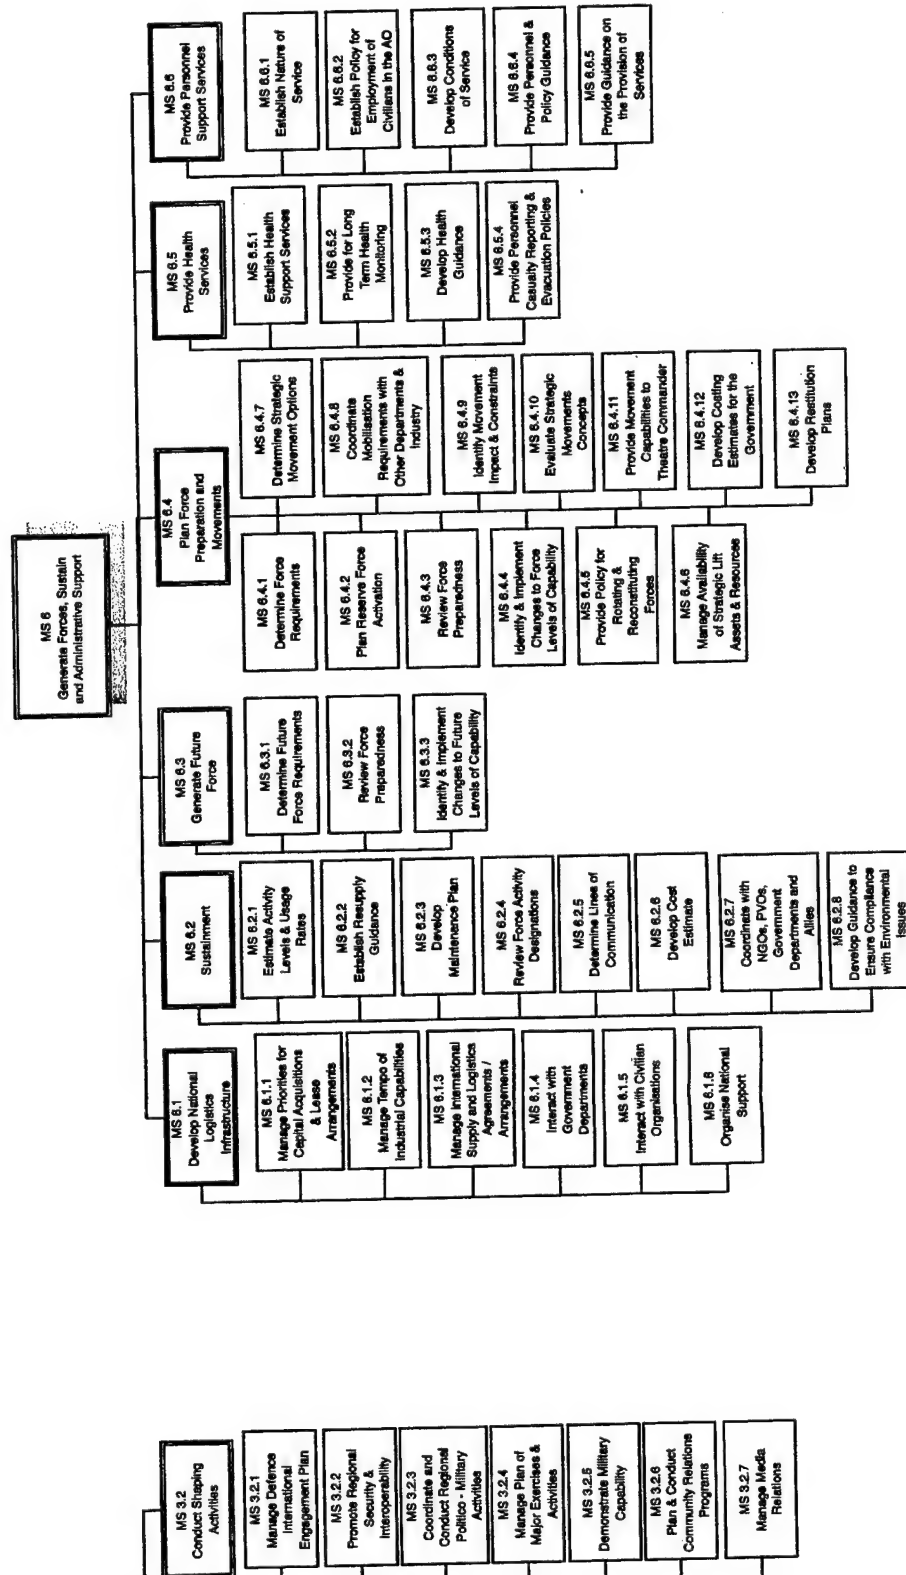 MS 3.2
Conduct Shaping
Activities
MS 3.2.1
Manage Defence
International
Engagement Plan
MS 3.2.2
Promote Regional
Security &
Interoperability
MS 3.2.3
Coordinate and
Conduct Regional
Politico - Military
Activities
MS 3.2.4
Manage Plan of
Major Exercises &
Activities
MS 3.2.5
Demonstrate Military
Capability
MS 3.2.6
Plan & Conduct
Community Relations
Programs
MS 3.2.7
Manage Media
Relations
MS 6
Generate Forces, Sustain
and Administrative Support
MS 6.1
Develop National
Logistics
Infrastructure
MS 6.1.1
Manage Priorities for
Capital Acquisitions
& Lease
Arrangements
MS 6.1.2
Manage Tempo of
Industrial Capabilities
MS 6.1.3
Manage International
Supply and Logistics
Agreements /
Arrangements
MS 6.1.4
Interact with
Government
Departments
MS 6.1.5
Interact with Civilian
Organisations
MS 6.1.6
Organise National
Support
MS 6.2
Sustainment
MS 6.2.1
Estimate Activity
Levels & Usage
Rates
MS 6.2.2
Establish Resupply
Guidance
MS 6.2.3
Develop
Maintenance Plan
MS 6.2.4
Review Force Activity
Designations
MS 6.2.5
Determine Lines of
Communication
MS 6.2.6
Develop Cost
Estimate
MS 6.2.7
Coordinate with
NGOs, PVOs,
Government
Departments and
Allies
MS 6.2.8
Develop Guidance to
Ensure Compliance
with Environmental
Issues
MS 6.3
Generate Future
Force
MS 6.3.1
Determine Future
Force Requirements
MS 6.3.2
Review Force
Preparedness
MS 6.3.3
Identify & Implement
Changes to Future
Levels of Capability
MS 6.4
Plan Force
Preparation and
Movements
MS 6.4.1
Determine Force
Requirements
MS 6.4.2
Plan Reserve Force
Activation
MS 6.4.3
Review Force
Preparedness
MS 6.4.4
Identify & Implement
Changes to Force
Levels of Capability
MS 6.4.5
Provide Policy for
Rotating &
Reconstituting
Forces
MS 6.4.6
Manage Availability
of Strategic Lift
Assets & Resources
MS 6.4.7
Determine Strategic
Movement Options
MS 6.4.8
Coordinate
Mobilisation
Requirements with
Other Departments &
Industry
MS 6.4.9
Identify Movement
Impact & Constraints
MS 6.4.10
Evaluate Strategic
Movements
Concepts
MS 6.4.11
Provide Movement
Capabilities to
Theatre Commander
MS 6.4.12
Develop Costing
Estimates for the
Government
MS 6.4.13
Develop Restitution
Plans
MS 6.5
Provide Health
Services
MS 6.5.1
Establish Health
Support Services
MS 6.5.2
Provide for Long
Term Health
Monitoring
MS 6.5.3
Develop Health
Guidance
MS 6.5.4
Provide Personnel
Casualty Reporting &
Evacuation Policies
MS 6.6
Provide Personnel
Support Services
MS 6.6.1
Establish Nature of
Service
MS 6.6.2
Establish Policy for
Employment of
Civilians in the AO
MS 6.6.3
Develop Conditions
of Service
MS 6.6.4
Provide Personnel &
Policy Guidance
MS 6.6.5
Provide Guidance on
the Provision of
Services